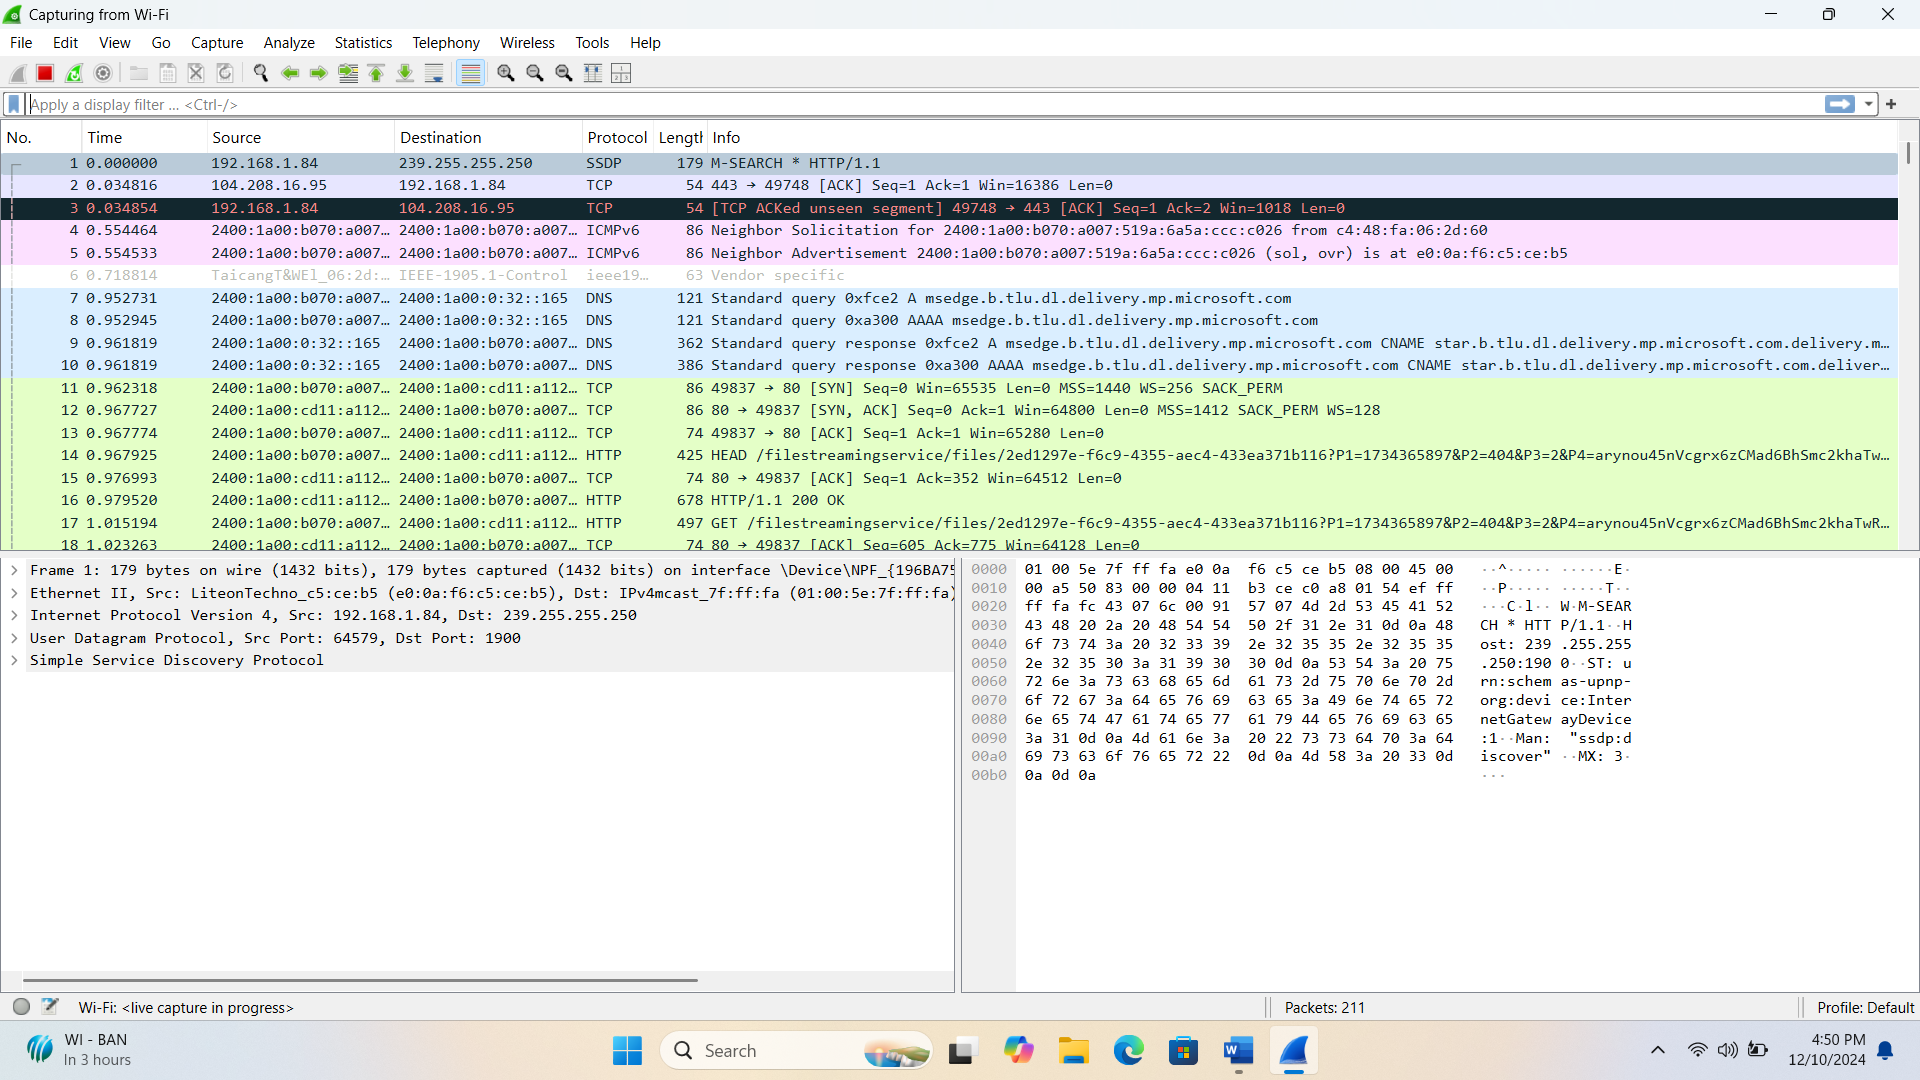 Capturing from Wi-Fi
File Edit View Go Capture Analyze Statistics Telephony Wireless Tools Help
Apply a display filter … <Ctrl-/>
No. Time Source Destination Protocol Length Info
1 0.000000 192.168.1.84 239.255.255.250 SSDP 179 M-SEARCH * HTTP/1.1
2 0.034816 104.208.16.95 192.168.1.84 TCP 54 443 → 49748 [ACK] Seq=1 Ack=1 Win=16386 Len=0
3 0.034854 192.168.1.84 104.208.16.95 TCP 54 [TCP ACKed unseen segment] 49748 → 443 [ACK] Seq=1 Ack=2 Win=1018 Len=0
4 0.554464 2400:1a00:b070:a007… 2400:1a00:b070:a007… ICMPv6 86 Neighbor Solicitation for 2400:1a00:b070:a007:519a:6a5a:ccc:c026 from c4:48:fa:06:2d:60
5 0.554533 2400:1a00:b070:a007… 2400:1a00:b070:a007… ICMPv6 86 Neighbor Advertisement 2400:1a00:b070:a007:519a:6a5a:ccc:c026 (sol, ovr) is at e0:0a:f6:c5:ce:b5
6 0.718814 TaicangT&WEl_06:2d:… IEEE-1905.1-Control ieee19… 63 Vendor specific
7 0.952731 2400:1a00:b070:a007… 2400:1a00:0:32::165 DNS 121 Standard query 0xfce2 A msedge.b.tlu.dl.delivery.mp.microsoft.com
8 0.952945 2400:1a00:b070:a007… 2400:1a00:0:32::165 DNS 121 Standard query 0xa300 AAAA msedge.b.tlu.dl.delivery.mp.microsoft.com
9 0.961819 2400:1a00:0:32::165 2400:1a00:b070:a007… DNS 362 Standard query response 0xfce2 A msedge.b.tlu.dl.delivery.mp.microsoft.com CNAME star.b.tlu.dl.delivery.mp.microsoft.com.delivery.m…
10 0.961819 2400:1a00:0:32::165 2400:1a00:b070:a007… DNS 386 Standard query response 0xa300 AAAA msedge.b.tlu.dl.delivery.mp.microsoft.com CNAME star.b.tlu.dl.delivery.mp.microsoft.com.deliver…
11 0.962318 2400:1a00:b070:a007… 2400:1a00:cd11:a112… TCP 86 49837 → 80 [SYN] Seq=0 Win=65535 Len=0 MSS=1440 WS=256 SACK_PERM
12 0.967727 2400:1a00:cd11:a112… 2400:1a00:b070:a007… TCP 86 80 → 49837 [SYN, ACK] Seq=0 Ack=1 Win=64800 Len=0 MSS=1412 SACK_PERM WS=128
13 0.967774 2400:1a00:b070:a007… 2400:1a00:cd11:a112… TCP 74 49837 → 80 [ACK] Seq=1 Ack=1 Win=65280 Len=0
14 0.967925 2400:1a00:b070:a007… 2400:1a00:cd11:a112… HTTP 425 HEAD /filestreamingservice/files/2ed1297e-f6c9-4355-aec4-433ea371b116?P1=1734365897&P2=404&P3=2&P4=arynou45nVcgrx6zCMad6BhSmc2khaTw…
15 0.976993 2400:1a00:cd11:a112… 2400:1a00:b070:a007… TCP 74 80 → 49837 [ACK] Seq=1 Ack=352 Win=64512 Len=0
16 0.979520 2400:1a00:cd11:a112… 2400:1a00:b070:a007… HTTP 678 HTTP/1.1 200 OK
17 1.015194 2400:1a00:b070:a007… 2400:1a00:cd11:a112… HTTP 497 GET /filestreamingservice/files/2ed1297e-f6c9-4355-aec4-433ea371b116?P1=1734365897&P2=404&P3=2&P4=arynou45nVcgrx6zCMad6BhSmc2khaTwR…
18 1.023263 2400:1a00:cd11:a112… 2400:1a00:b070:a007… TCP 74 80 → 49837 [ACK] Seq=605 Ack=775 Win=64128 Len=0
Frame 1: 179 bytes on wire (1432 bits), 179 bytes captured (1432 bits) on interface \Device\NPF_{196BA75
Ethernet II, Src: LiteonTechno_c5:ce:b5 (e0:0a:f6:c5:ce:b5), Dst: IPv4mcast_7f:ff:fa (01:00:5e:7f:ff:fa)
Internet Protocol Version 4, Src: 192.168.1.84, Dst: 239.255.255.250
User Datagram Protocol, Src Port: 64579, Dst Port: 1900
Simple Service Discovery Protocol
0000 01 00 5e 7f ff fa e0 0a f6 c5 ce b5 08 00 45 00 ··^····· ······E·
0010 00 a5 50 83 00 00 04 11 b3 ce c0 a8 01 54 ef ff ··P····· ·····T··
0020 ff fa fc 43 07 6c 00 91 57 07 4d 2d 53 45 41 52 ···C·l·· W·M-SEAR
0030 43 48 20 2a 20 48 54 54 50 2f 31 2e 31 0d 0a 48 CH * HTT P/1.1··H
0040 6f 73 74 3a 20 32 33 39 2e 32 35 35 2e 32 35 35 ost: 239 .255.255
0050 2e 32 35 30 3a 31 39 30 30 0d 0a 53 54 3a 20 75 .250:190 0··ST: u
0060 72 6e 3a 73 63 68 65 6d 61 73 2d 75 70 6e 70 2d rn:schem as-upnp-
0070 6f 72 67 3a 64 65 76 69 63 65 3a 49 6e 74 65 72 org:devi ce:Inter
0080 6e 65 74 47 61 74 65 77 61 79 44 65 76 69 63 65 netGatew ayDevice
0090 3a 31 0d 0a 4d 61 6e 3a 20 22 73 73 64 70 3a 64 :1··Man: "ssdp:d
00a0 69 73 63 6f 76 65 72 22 0d 0a 4d 58 3a 20 33 0d iscover" ··MX: 3·
00b0 0a 0d 0a ···
Wi-Fi: <live capture in progress> Packets: 211 Profile: Default
WI - BAN
In 3 hours
Search
4:50 PM
12/10/2024